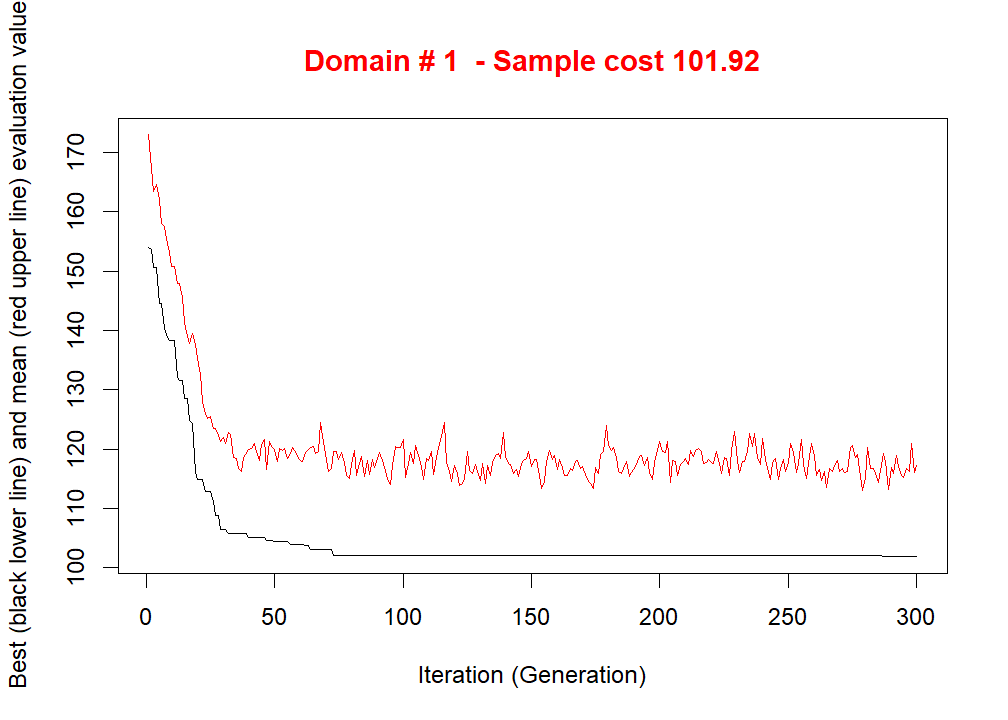 Domain # 1  - Sample cost 101.92
Best (black lower line) and mean (red upper line) evaluation value
170
160
150
140
130
120
110
100
0 50 100 150 200 250 300
Iteration (Generation)